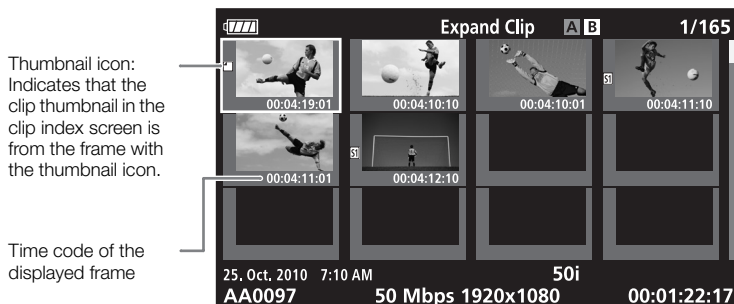 Expand Clip A B 1/165
Thumbnail icon:
Indicates that the
clip thumbnail in the
clip index screen is
from the frame with
the thumbnail icon.
00:04:19:01 00:04:10:10 00:04:10:01 S1 00:04:11:10
00:04:11:01 S1 00:04:12:10
Time code of the
displayed frame
25, Oct, 2010 7:10 AM 50i
AA0097 50 Mbps 1920x1080 00:01:22:17